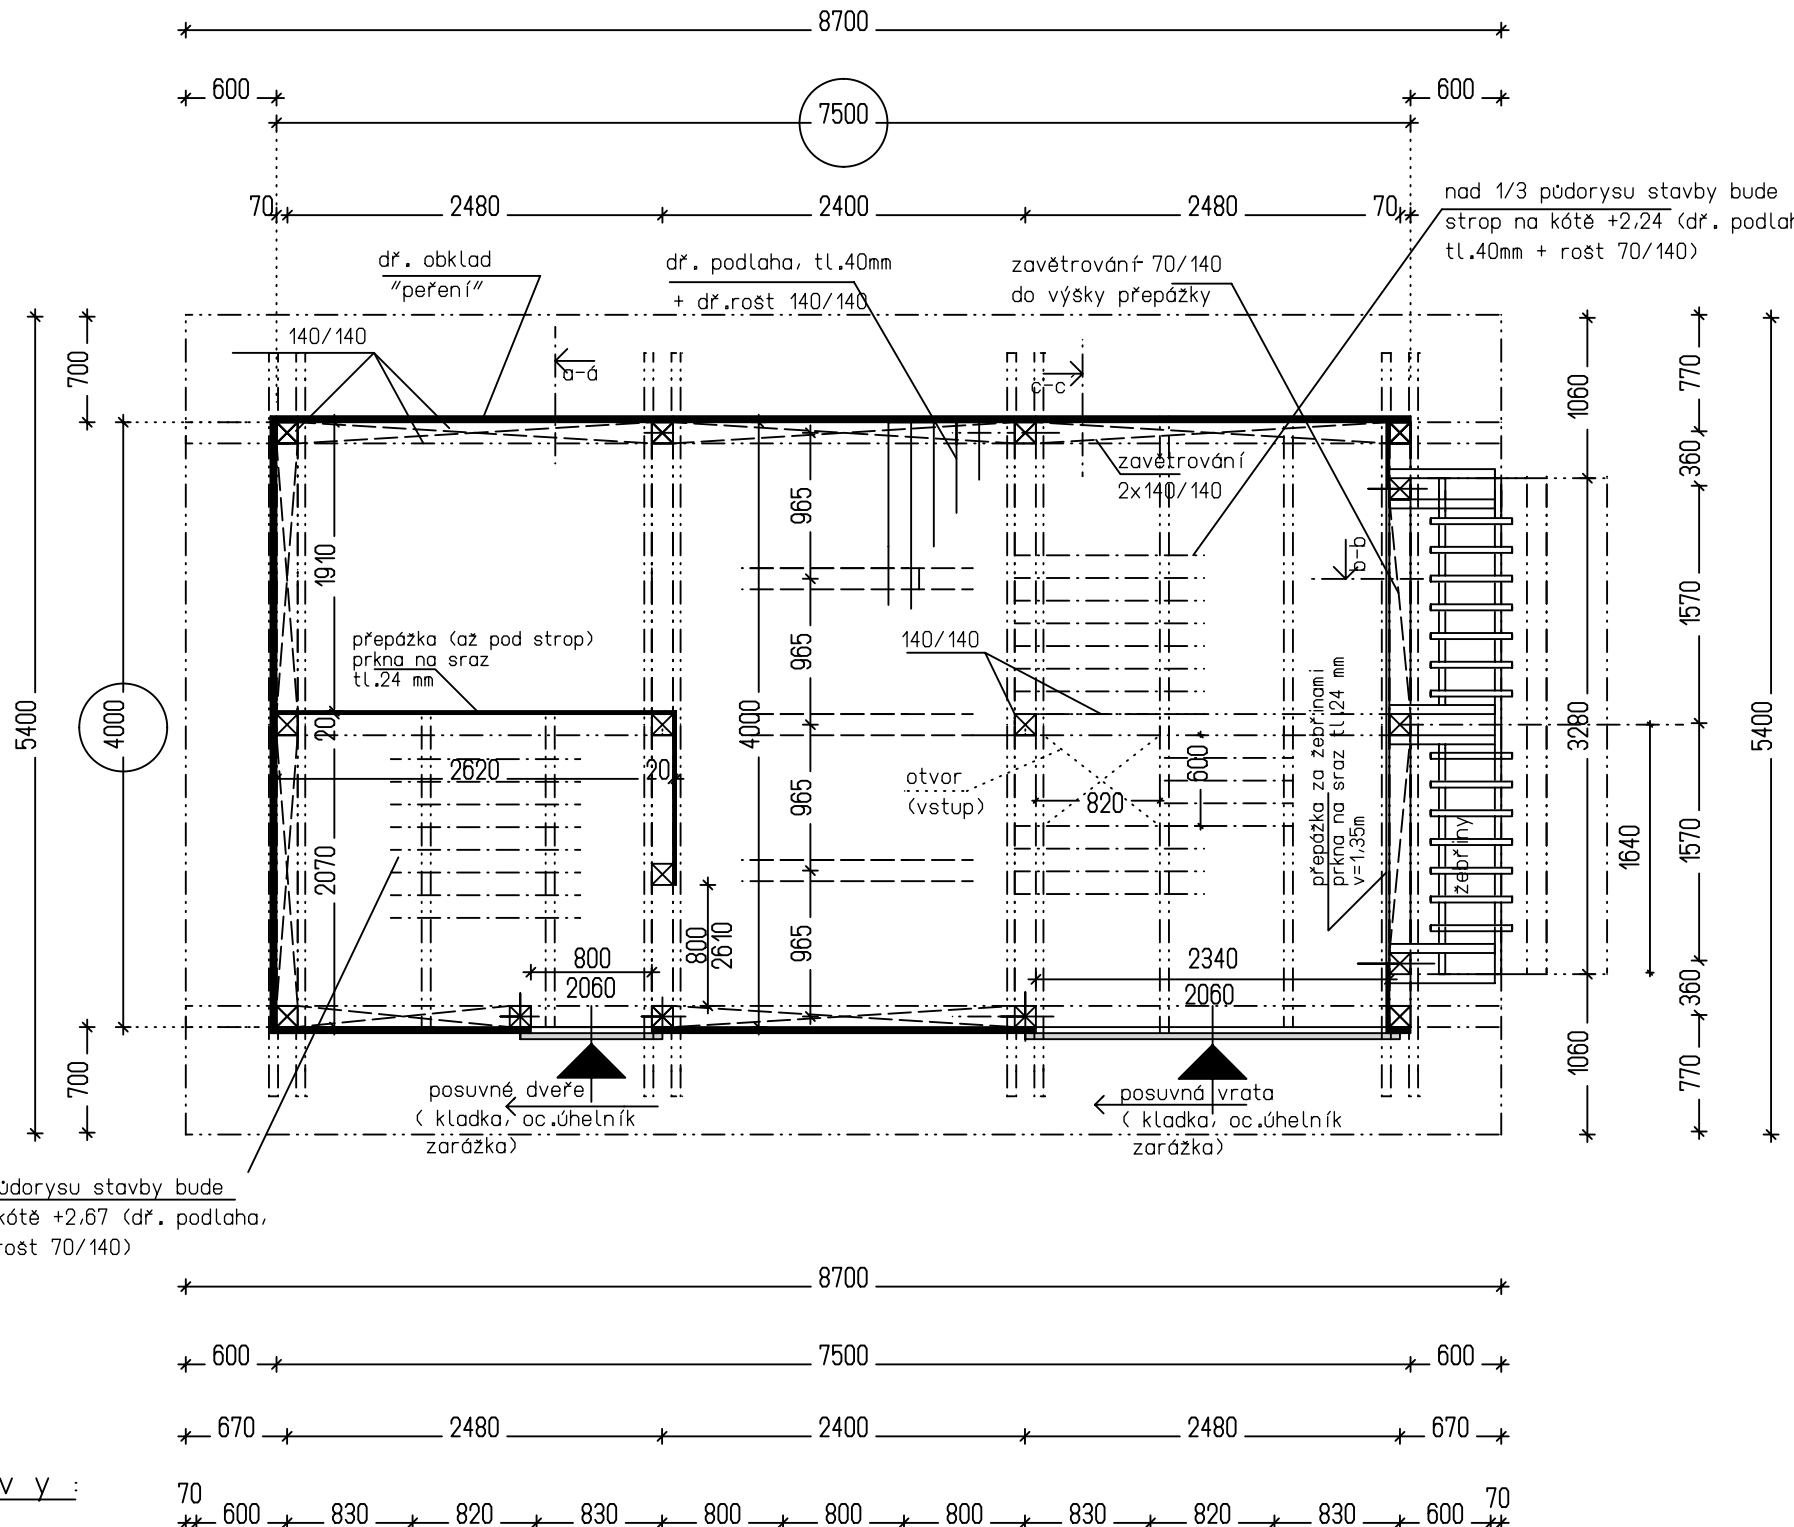 8700
600
7500
600
70
2480
2400
2480
70
nad 1/3 půdorysu stavby bude
strop na kótě +2,24 (dř. podlah
tl.40mm + rošt 70/140)
dř. obklad
"peření"
dř. podlaha, tl.40mm
+ dř.rošt 140/140
zavětrování 70/140
do výšky přepážky
140/140
a-á
c-c
zavětrování
2x140/140
b-b
5400
700
4000
700
1910
20
2070
přepážka (až pod strop)
prkna na sraz
tl.24 mm
2620
20
4000
965
965
965
965
140/140
otvor
(vstup)
820
600
přepážka za žebřinami
prkna na sraz tl.24 mm
v=1,35m
žebřiny
1060
3280
1060
1640
770
360
1570
1570
360
770
5400
800
2060
800
2610
2340
2060
posuvné dveře
( kladka, oc.úhelník
zarážka)
posuvná vrata
( kladka, oc.úhelník
zarážka)
ůdorysu stavby bude
kótě +2,67 (dř. podlaha,
rošt 70/140)
8700
600
7500
600
670
2480
2400
2480
670
v y :
70
600
830
820
830
800
800
800
830
820
830
600
70